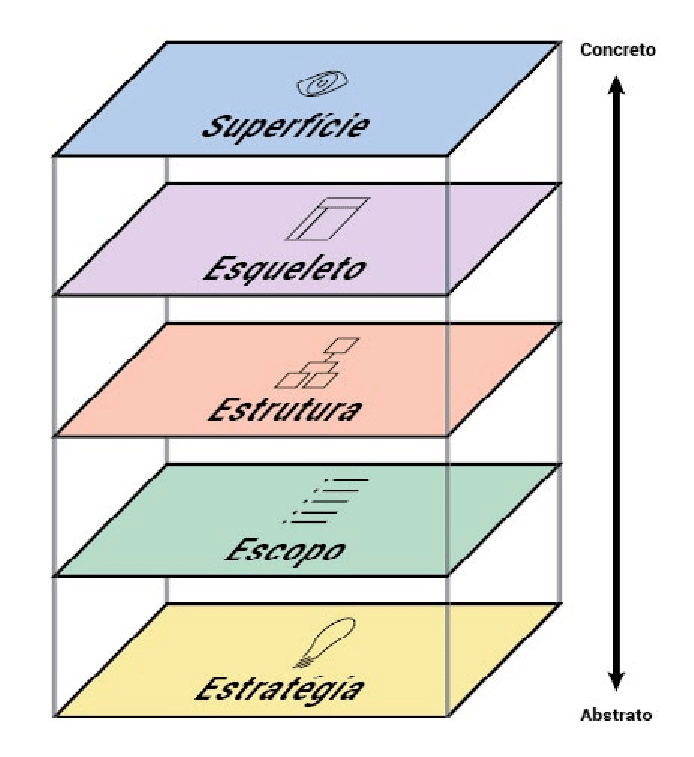 Concreto
Superfície
Esqueleto
Estrutura
Escopo
Estratégia
Abstrato